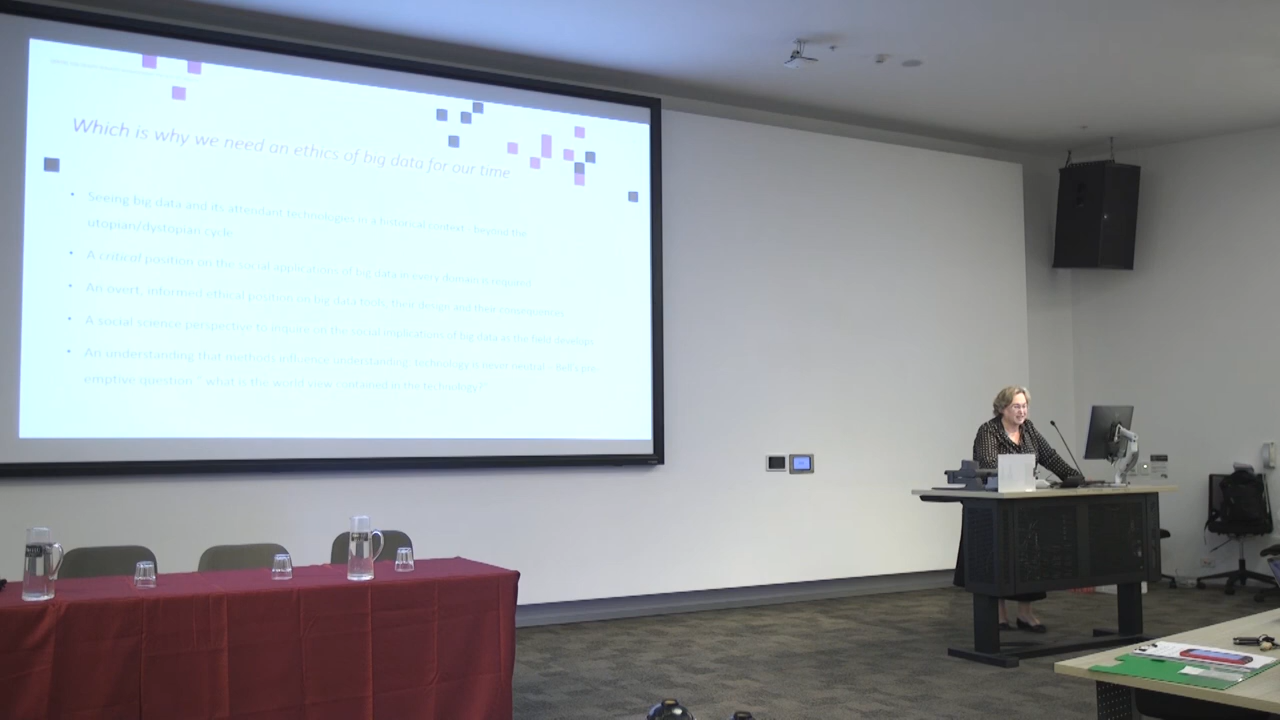 Which is why we need an ethics of big data for our time
• Seeing big data and its attendant technologies in a historical context - beyond the
utopian/dystopian cycle
• A critical position on the social applications of big data in every domain is required
• An overt, informed ethical position on big data tools, their design and their consequences
• A social science perspective to inquire on the social implications of big data as the field develops
• An understanding that methods influence understanding, technology is never neutral -
emptive question " what is the world view contained in the technology?"